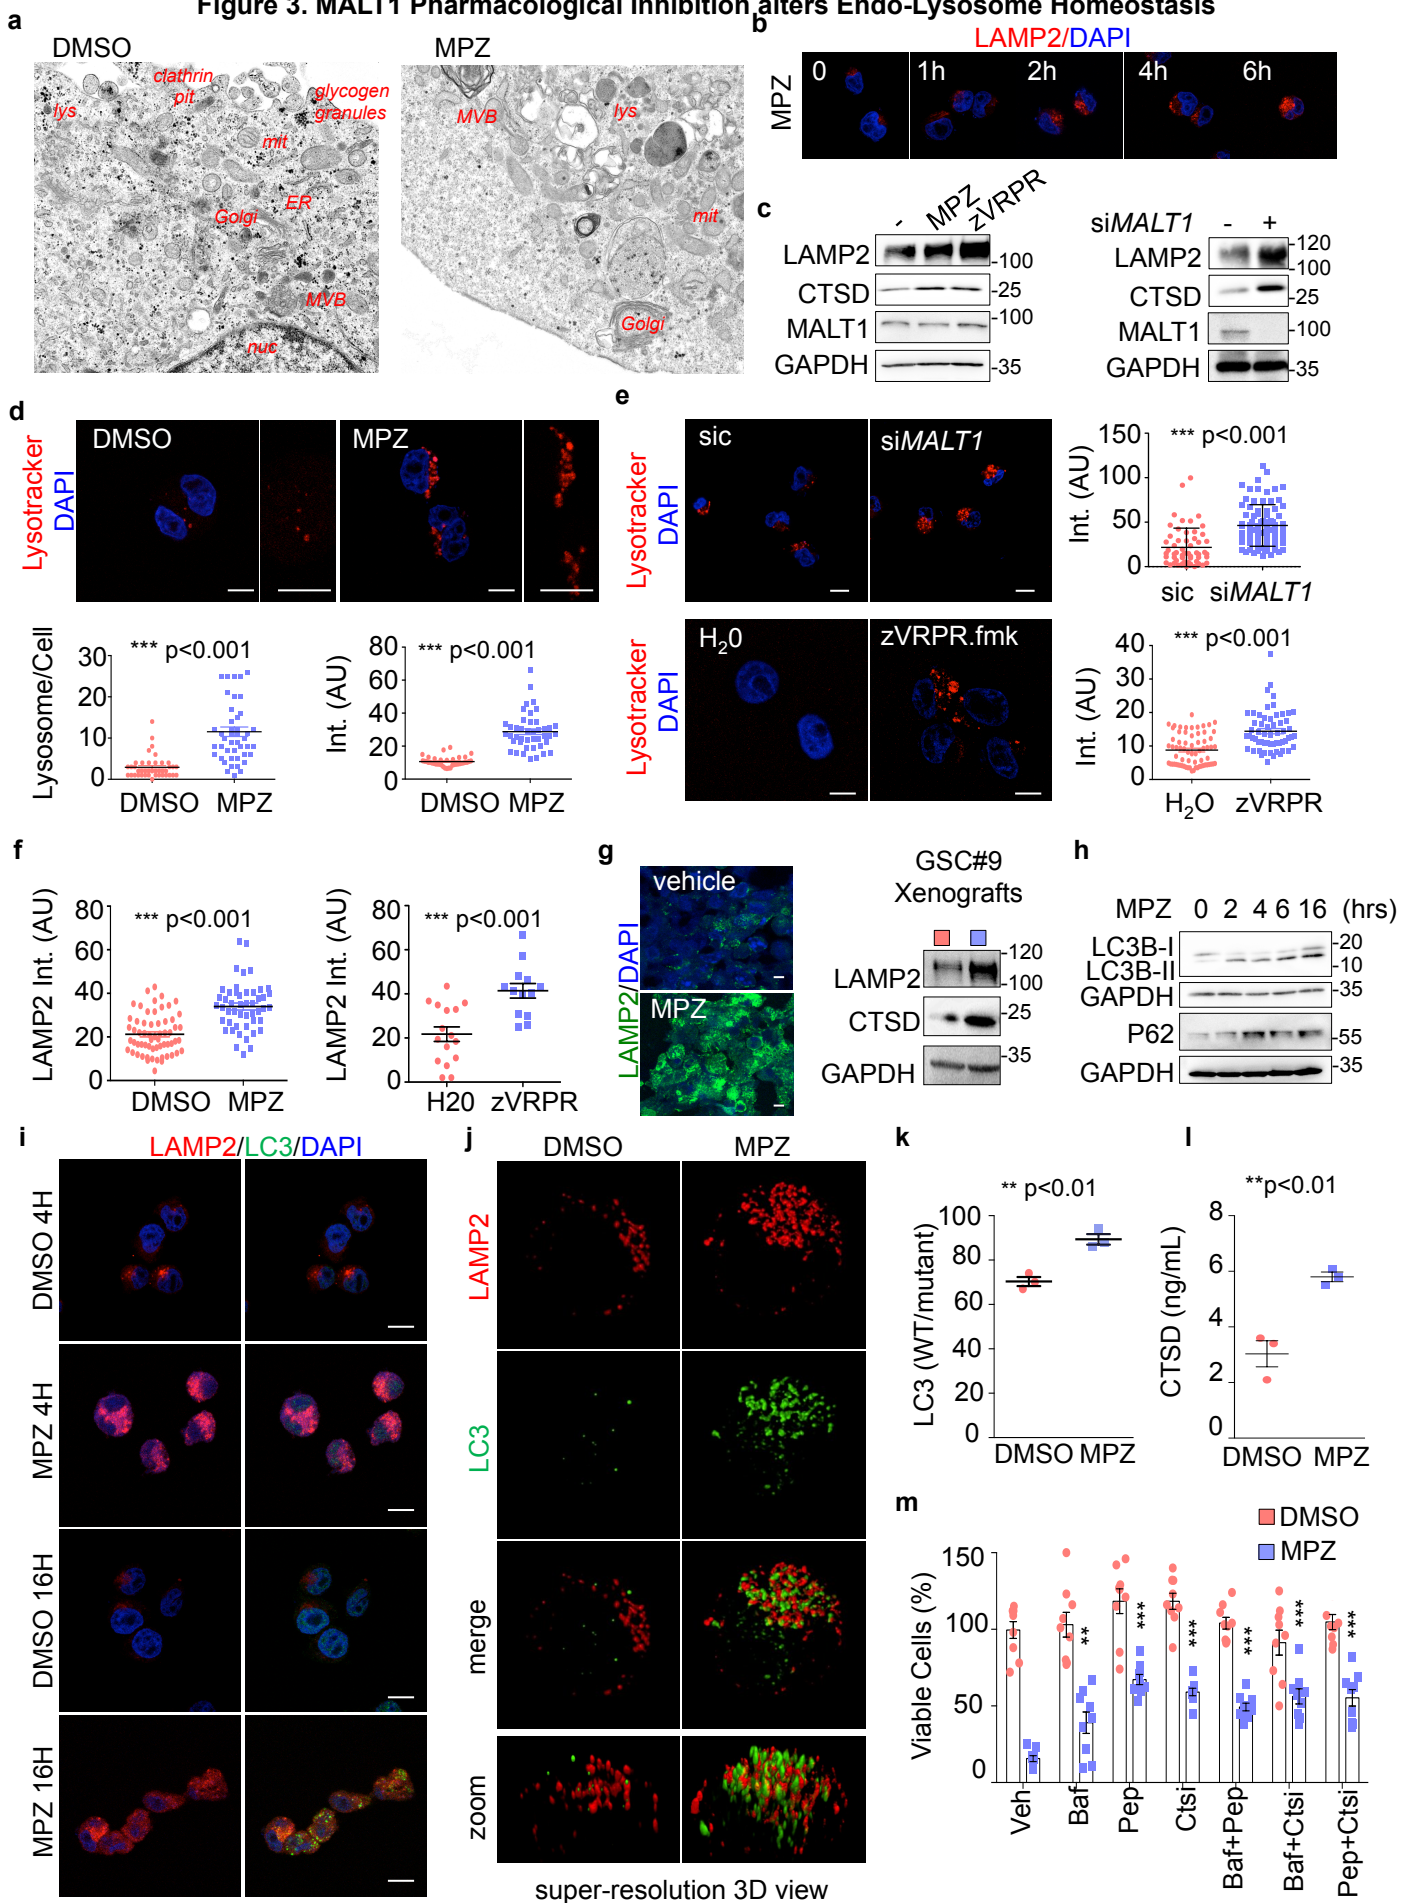 Figure 3. MALT1 Pharmacological Inhibition alters Endo-Lysosome Homeostasis
a
DMSO
MPZ
lys
clathrin
pit
glycogen
granules
mit
ER
Golgi
MVB
nuc
MVB
lys
mit
Golgi
b
LAMP2/DAPI
MPZ
0
1h
2h
4h
6h
c
- MPZ zVRPR
LAMP2
-100
CTSD
-25
MALT1
-100
GAPDH
-35
siMALT1 - +
LAMP2
-120
-100
CTSD
-25
MALT1
-100
GAPDH
-35
d
Lysotracker
DAPI
DMSO
MPZ
Lysosome/Cell
*** p<0.001
30
20
10
0
DMSO MPZ
Int. (AU)
*** p<0.001
80
60
40
20
0
DMSO MPZ
e
Lysotracker
DAPI
sic
siMALT1
Int. (AU)
*** p<0.001
150
100
50
0
sic siMALT1
Lysotracker
DAPI
H20
zVRPR.fmk
Int. (AU)
*** p<0.001
40
30
20
10
0
H2O zVRPR
f
LAMP2 Int. (AU)
*** p<0.001
80
60
40
20
0
DMSO MPZ
LAMP2 Int. (AU)
*** p<0.001
80
60
40
20
0
H20 zVRPR
g
LAMP2/DAPI
vehicle
MPZ
GSC#9
Xenografts
LAMP2
-120
-100
CTSD
-25
GAPDH
-35
h
MPZ 0 2 4 6 16 (hrs)
LC3B-I
-20
LC3B-II
-10
GAPDH
-35
P62
-55
GAPDH
-35
i
LAMP2/LC3/DAPI
DMSO 4H
MPZ 4H
DMSO 16H
MPZ 16H
j
DMSO MPZ
LAMP2
LC3
merge
zoom
super-resolution 3D view
k
** p<0.01
LC3 (WT/mutant)
100
80
60
40
20
0
DMSO MPZ
l
**p<0.01
CTSD (ng/mL)
8
6
4
2
0
DMSO MPZ
m
DMSO
MPZ
Viable Cells (%)
150
100
50
0
**
***
***
***
***
***
Veh
Baf
Pep
Ctsi
Baf+Pep
Baf+Ctsi
Pep+Ctsi